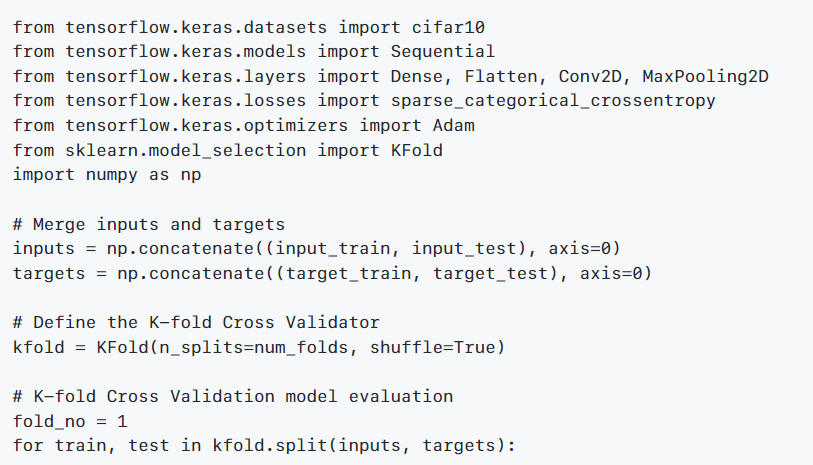 from tensorflow.keras.datasets import cifar10
from tensorflow.keras.models import Sequential
from tensorflow.keras.layers import Dense, Flatten, Conv2D, MaxPooling2D
from tensorflow.keras.losses import sparse_categorical_crossentropy
from tensorflow.keras.optimizers import Adam
from sklearn.model_selection import KFold
import numpy as np

# Merge inputs and targets
inputs = np.concatenate((input_train, input_test), axis=0)
targets = np.concatenate((target_train, target_test), axis=0)

# Define the K-fold Cross Validator
kfold = KFold(n_splits=num_folds, shuffle=True)

# K-fold Cross Validation model evaluation
fold_no = 1
for train, test in kfold.split(inputs, targets):